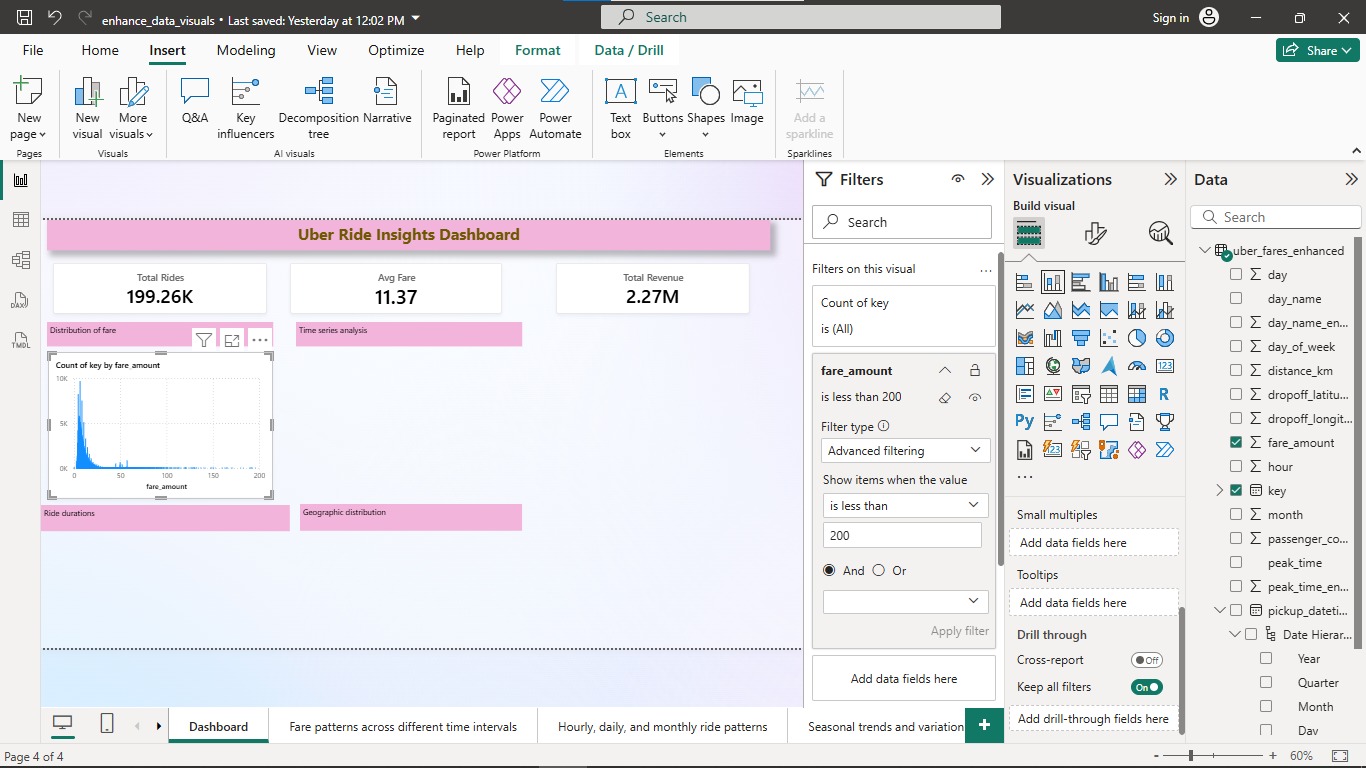 enhance_data_visuals • Last saved: Yesterday at 12:02 PM
Search
Sign in
File Home Insert Modeling View Optimize Help Format Data / Drill
Share
New page
Pages
New visual
More visuals
Visuals
Q&A
Key influencers
Decomposition tree
Narrative
AI visuals
Paginated report
Power Apps
Power Automate
Power Platform
Text box
Buttons
Shapes
Image
Elements
Add a sparkline
Sparklines
DAX
TMDL
Uber Ride Insights Dashboard
Total Rides
199.26K
Avg Fare
11.37
Total Revenue
2.27M
Distribution of fare
Time series analysis
Count of key by fare_amount
10K
5K
0K
0 50 100 150 200
fare_amount
Ride durations
Geographic distribution
Filters
Search
Filters on this visual
...
Count of key
is (All)
fare_amount
is less than 200
Filter type
Advanced filtering
Show items when the value
is less than
200
And Or
Apply filter
Add data fields here
Visualizations
Build visual
123
R
Py
123
...
Small multiples
Add data fields here
Tooltips
Add data fields here
Drill through
Cross-report Off
Keep all filters On
Add drill-through fields here
Data
Search
uber_fares_enhanced
day
day_name
day_name_en...
day_of_week
distance_km
dropoff_latitu...
dropoff_longit...
fare_amount
hour
key
month
passenger_co...
peak_time
peak_time_en...
pickup_dateti...
Date Hierar...
Year
Quarter
Month
Day
Dashboard
Fare patterns across different time intervals
Hourly, daily, and monthly ride patterns
Seasonal trends and variation
+
Page 4 of 4
- + 60%